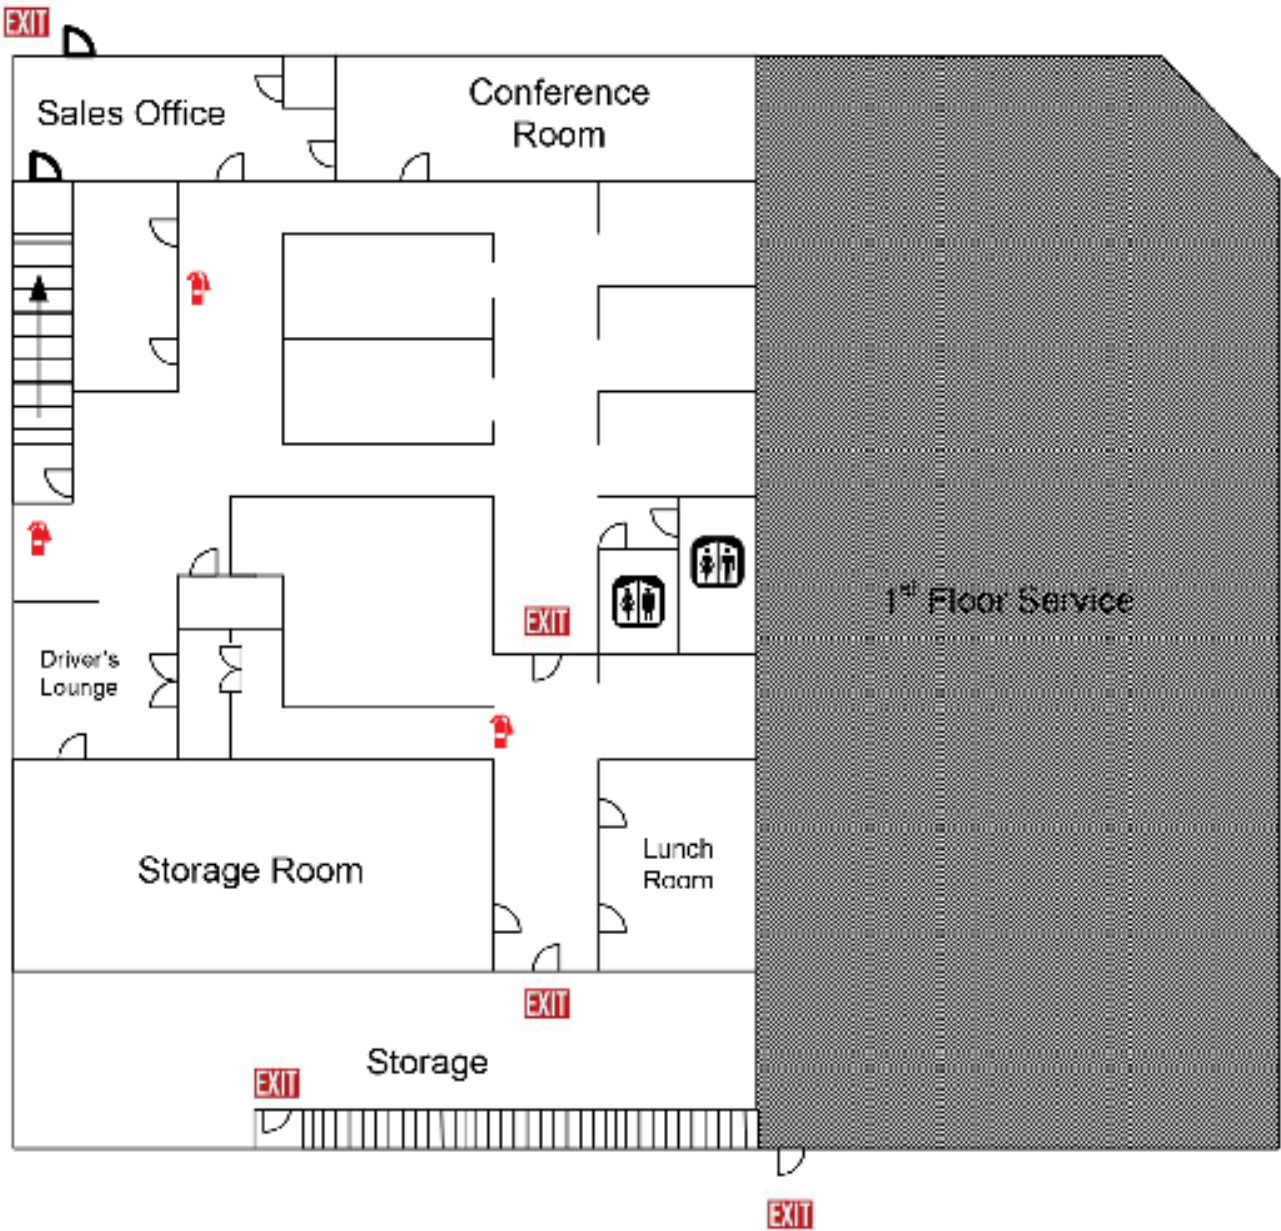 EXIT
Sales Office
Conference
Room
1st Floor Service
EXIT
Driver's
Lounge
Storage Room
Lunch
Room
EXIT
Storage
EXIT
EXIT